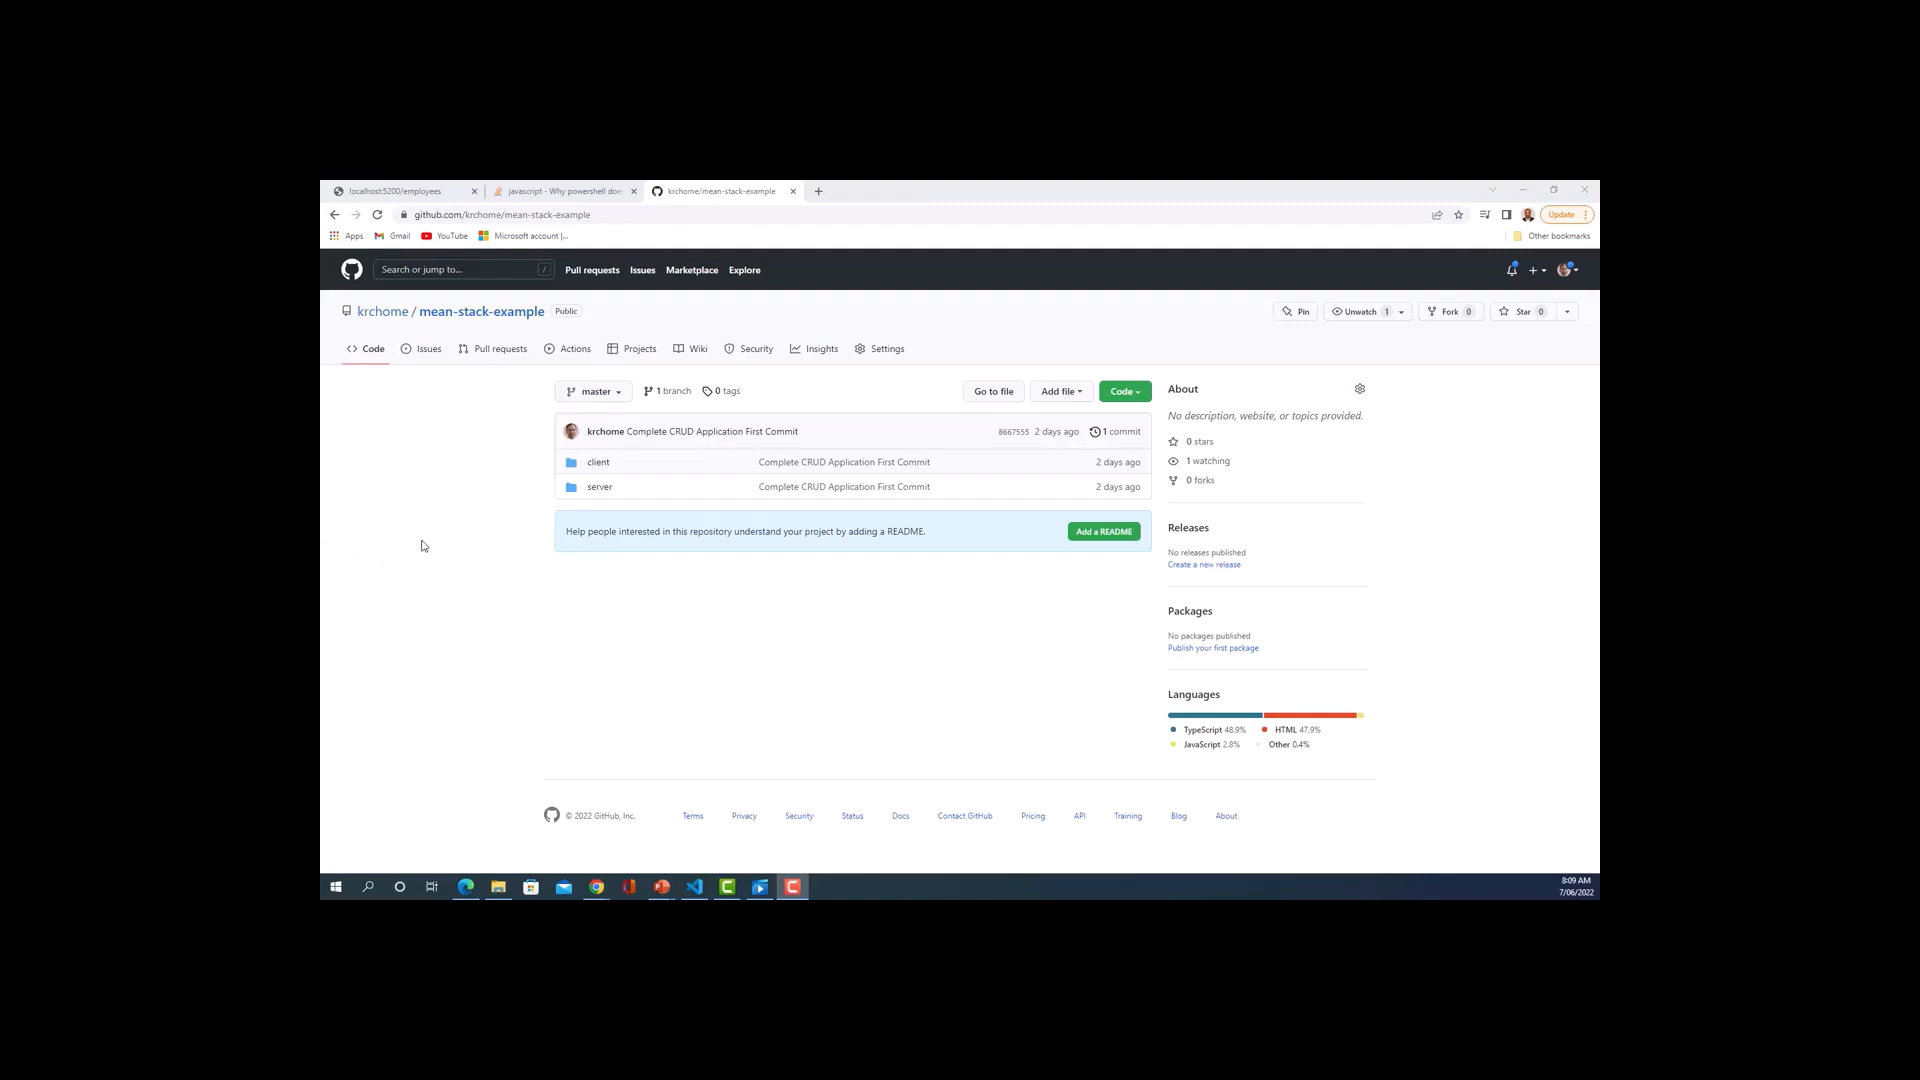 localhost:5200/employees
javascript - Why powershell doe
krchome/mean-stack-example
github.com/krchome/mean-stack-example
Update
Apps
Gmail
YouTube
Microsoft account |...
Other bookmarks
Search or jump to...
/
Pull requests
Issues
Marketplace
Explore
krchome / mean-stack-example
Public
Pin
Unwatch 1
Fork 0
Star 0
Code
Issues
Pull requests
Actions
Projects
Wiki
Security
Insights
Settings
master
1 branch
0 tags
Go to file
Add file
Code
krchome Complete CRUD Application First Commit
8667555 2 days ago
1 commit
client
Complete CRUD Application First Commit
2 days ago
server
Complete CRUD Application First Commit
2 days ago
Help people interested in this repository understand your project by adding a README.
Add a README
About
No description, website, or topics provided.
0 stars
1 watching
0 forks
Releases
No releases published
Create a new release
Packages
No packages published
Publish your first package
Languages
TypeScript 48.9%
HTML 47.9%
JavaScript 2.8%
Other 0.4%
© 2022 GitHub, Inc.
Terms
Privacy
Security
Status
Docs
Contact GitHub
Pricing
API
Training
Blog
About
8:09 AM
7/06/2022